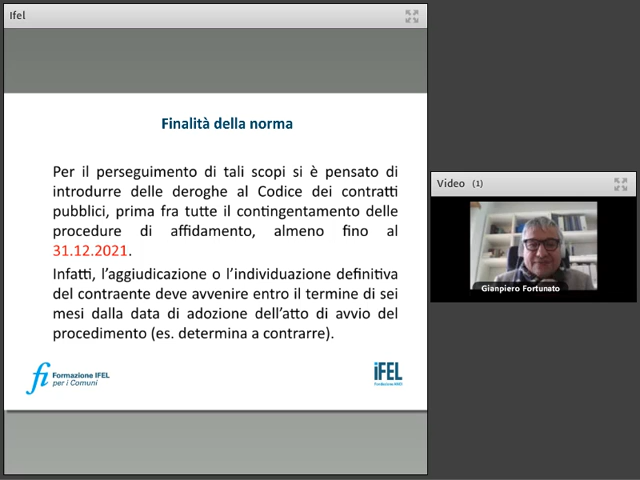 Ifel
Finalità della norma
Per il perseguimento di tali scopi si è pensato di
introdurre delle deroghe al Codice dei contratti
pubblici, prima fra tutte il contingentamento delle
procedure di affidamento, almeno fino al
31.12.2021.
Infatti, l'aggiudicazione o l'individuazione definitiva
del contraente deve avvenire entro il termine di sei
mesi dalla data di adozione dell'atto di avvio del
procedimento (es. determina a contrarre).
fi Formazione IFEL
per i Comuni
iFEL
Fondazione ANCI
Video (1)
Gianpiero Fortunato